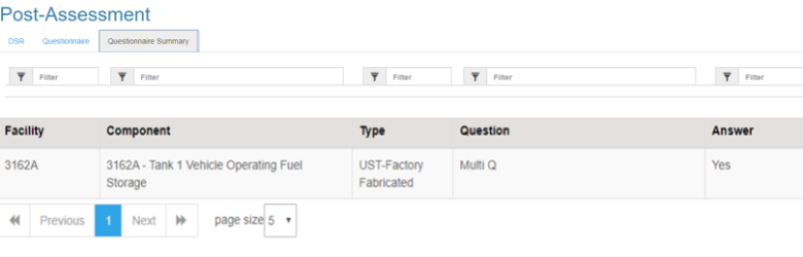 Post-Assessment
DSR Questionnaire Questionnaire Summary
Filter Filter Filter Filter Filter
Facility Component Type Question Answer
3162A 3162A - Tank 1 Vehicle Operating Fuel UST-Factory Multi Q Yes
Storage Fabricated
Previous 1 Next page size 5